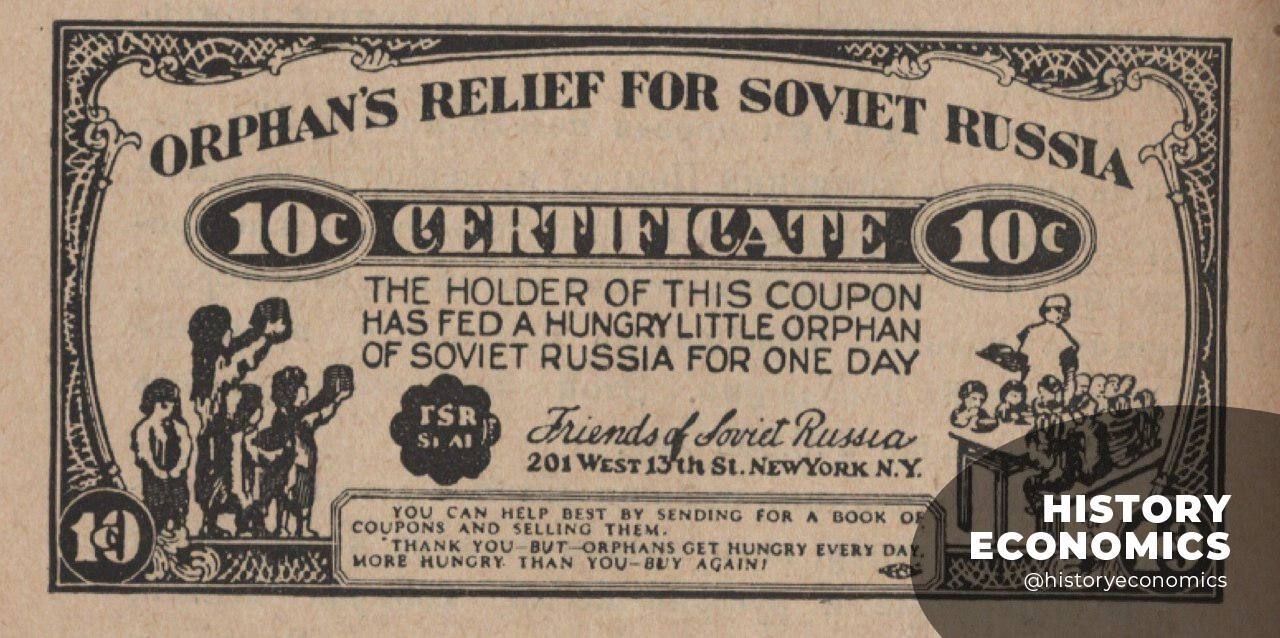 ORPHAN'S RELIEF FOR SOVIET RUSSIA
10c CERTIFICATE 10c
THE HOLDER OF THIS COUPON
HAS FED A HUNGRY LITTLE ORPHAN
OF SOVIET RUSSIA FOR ONE DAY
Friends of Soviet Russia
201 WEST 13th St. NEW YORK N.Y.
YOU CAN HELP BEST BY SENDING FOR A BOOK OF
COUPONS AND SELLING THEM.
THANK YOU—BUT—ORPHANS GET HUNGRY EVERY DAY.
MORE HUNGRY THAN YOU—BUY AGAIN!
HISTORY
ECONOMICS
@historyeconomics